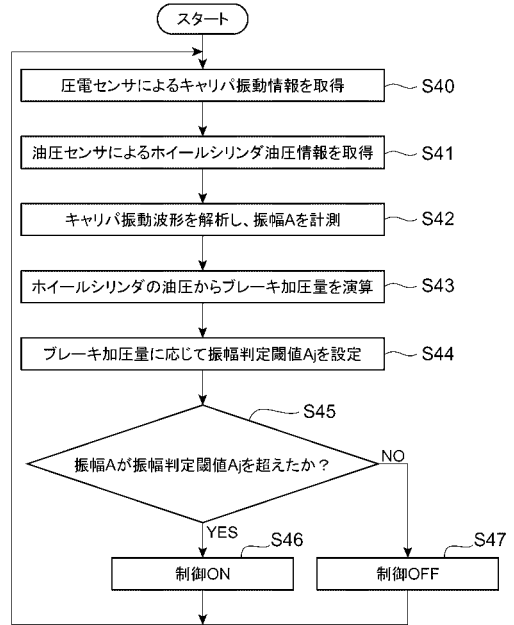 スタート
圧電センサによるキャリパ振動情報を取得
S40
油圧センサによるホイールシリンダ油圧情報を取得
S41
キャリパ振動波形を解析し、振幅Aを計測
S42
ホイールシリンダの油圧からブレーキ加圧量を演算
S43
ブレーキ加圧量に応じて振幅判定閾値Ajを設定
S44
S45
振幅Aが振幅判定閾値Ajを超えたか？
NO
YES
S46
S47
制御ON
制御OFF